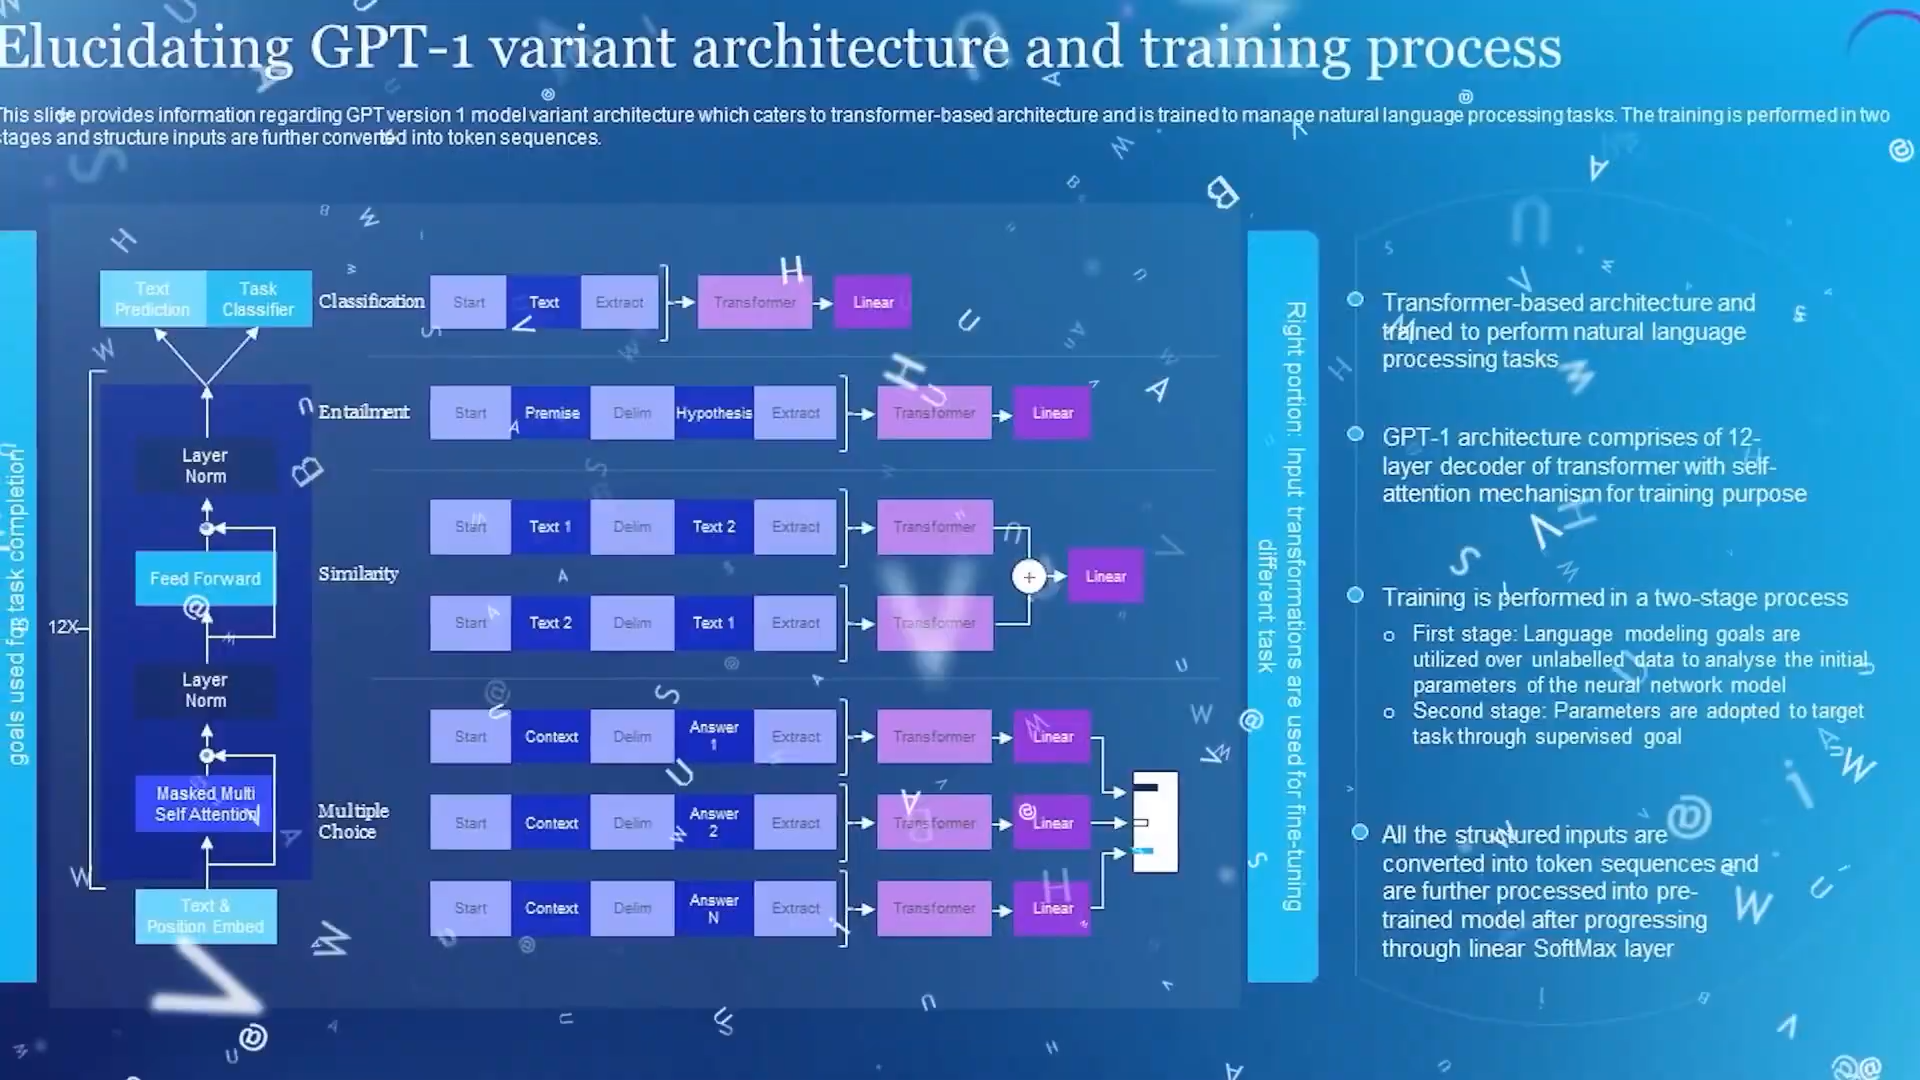 Elucidating GPT-1 variant architecture and training process
This slide provides information regarding GPT version 1 model variant architecture which caters to transformer-based architecture and is trained to manage natural language processing tasks. The training is performed in two
stages and structure inputs are further converted into token sequences.
goals used for task completion
Text
Prediction
Task
Classifier
12X
Layer
Norm
Feed Forward
Layer
Norm
Masked Multi
Self Attention
Text &
Position Embed
Classification
Start Text Extract Transformer Linear
Entailment
Start Premise Delim Hypothesis Extract Transformer Linear
Similarity
Start Text 1 Delim Text 2 Extract Transformer
+ Linear
Start Text 2 Delim Text 1 Extract Transformer
Multiple
Choice
Start Context Delim Answer 1 Extract Transformer Linear
Start Context Delim Answer 2 Extract Transformer Linear
Start Context Delim Answer N Extract Transformer Linear
Right portion: Input transformations are used for fine-tuning
different task
Transformer-based architecture and
trained to perform natural language
processing tasks
GPT-1 architecture comprises of 12-
layer decoder of transformer with self-
attention mechanism for training purpose
Training is performed in a two-stage process
First stage: Language modeling goals are
utilized over unlabelled data to analyse the initial
parameters of the neural network model
Second stage: Parameters are adopted to target
task through supervised goal
All the structured inputs are
converted into token sequences and
are further processed into pre-
trained model after progressing
through linear SoftMax layer